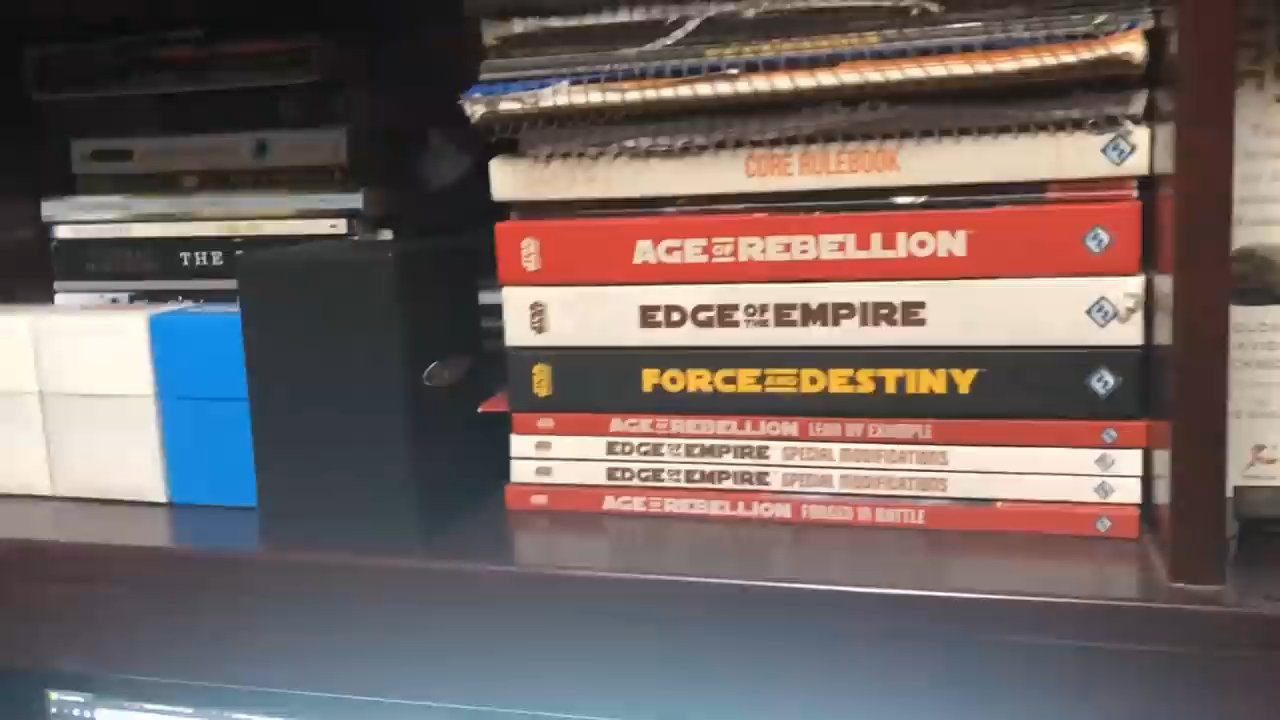 CORE RULEBOOK
AGE OF REBELLION
EDGE OF THE EMPIRE
FORCE AND DESTINY
AGE OF REBELLION LEAD BY EXAMPLE
EDGE OF THE EMPIRE SPECIAL MODIFICATIONS
EDGE OF THE EMPIRE SPECIAL MODIFICATIONS
AGE OF REBELLION FORGED IN BATTLE
THE